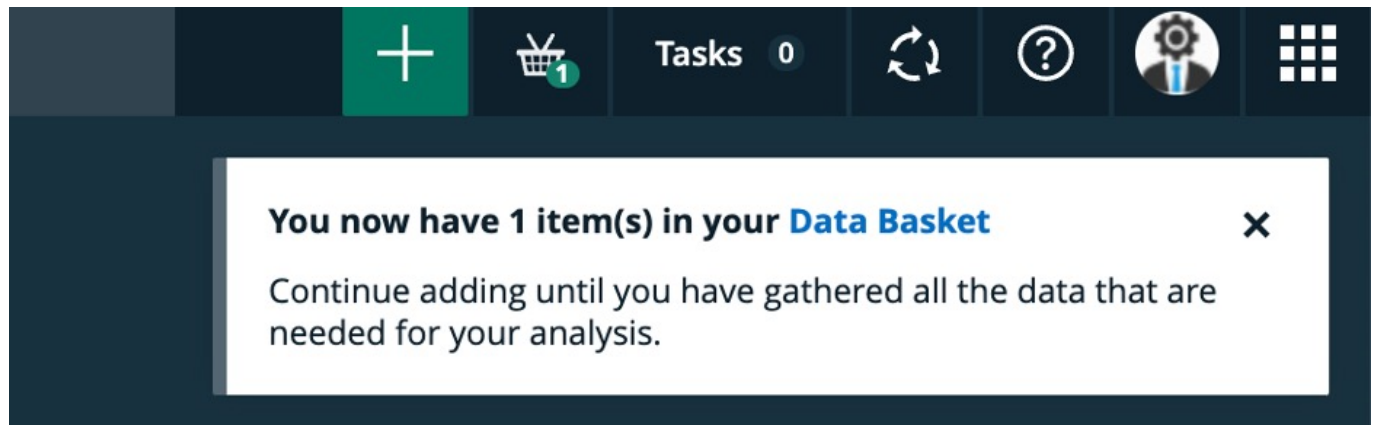 1
Tasks 0
?
You now have 1 item(s) in your Data Basket
Continue adding until you have gathered all the data that are
needed for your analysis.